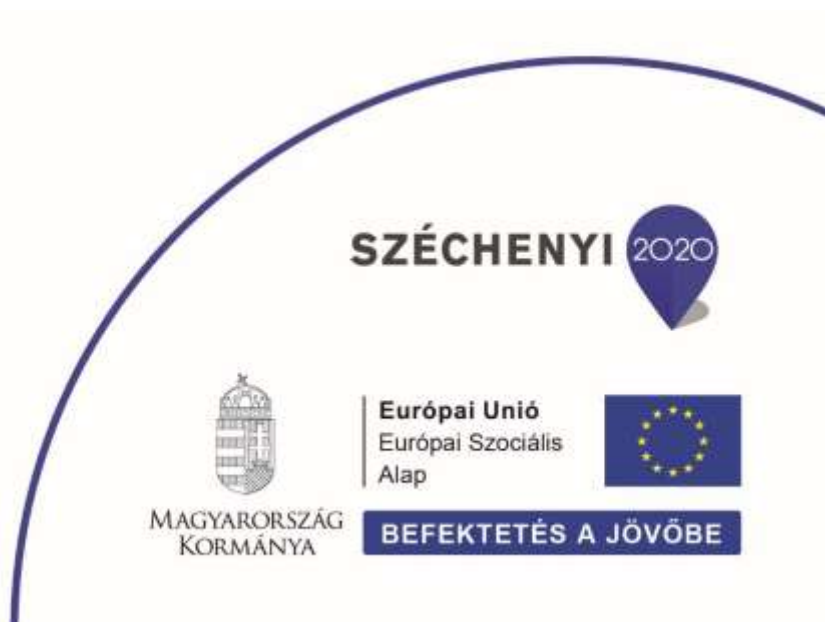 SZÉCHENYI 2020
Európai Unió
Európai Szociális
Alap
MAGYARORSZÁG
KORMÁNYA
BEFEKTETÉS A JÖVŐBE